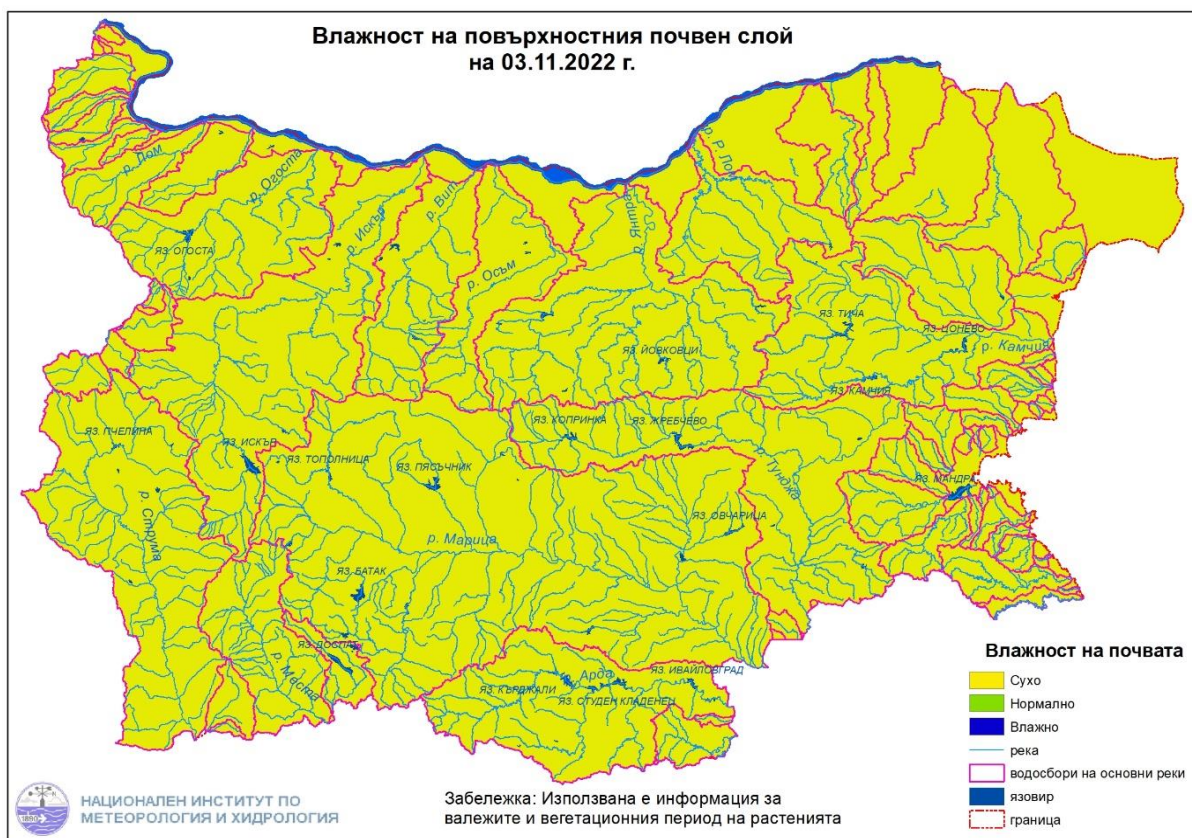 Влажност на повърхностния почвен слой
на 03.11.2022 г.
р. Лом
р. Огоста
р. Искър
р. Вит
р. Осъм
р. Янтра
р. Р. Лом
ЯЗ. ОГОСТА
ЯЗ. ТИЧА
ЯЗ. ЦОНЕВО
р. Камчия
ЯЗ. ЙОВКОВЦИ
ЯЗ. КАМЧИЯ
ЯЗ. ПЧЕЛИНА
ЯЗ. ИСКЪР
ЯЗ. ТОПОЛНИЦА
ЯЗ. ПЯСЪЧНИК
ЯЗ. КОПРИНКА
ЯЗ. ЖРЕБЧЕВО
р. Тунджа
ЯЗ. МАНДРА
р. Струма
р. Марица
ЯЗ. ОВЧАРИЦА
ЯЗ. БАТАК
ЯЗ. ДОСПАТ
р. Места
р. Арда
ЯЗ. КЪРДЖАЛИ
ЯЗ. СТУДЕН КЛАДЕНЕЦ
ЯЗ. ИВАЙЛОВГРАД
Влажност на почвата
Сухо
Нормално
Влажно
река
водосбори на основни реки
язовир
граница
1890
НАЦИОНАЛЕН ИНСТИТУТ ПО
МЕТЕОРОЛОГИЯ И ХИДРОЛОГИЯ
Забележка: Използвана е информация за
валежите и вегетационния период на растенията